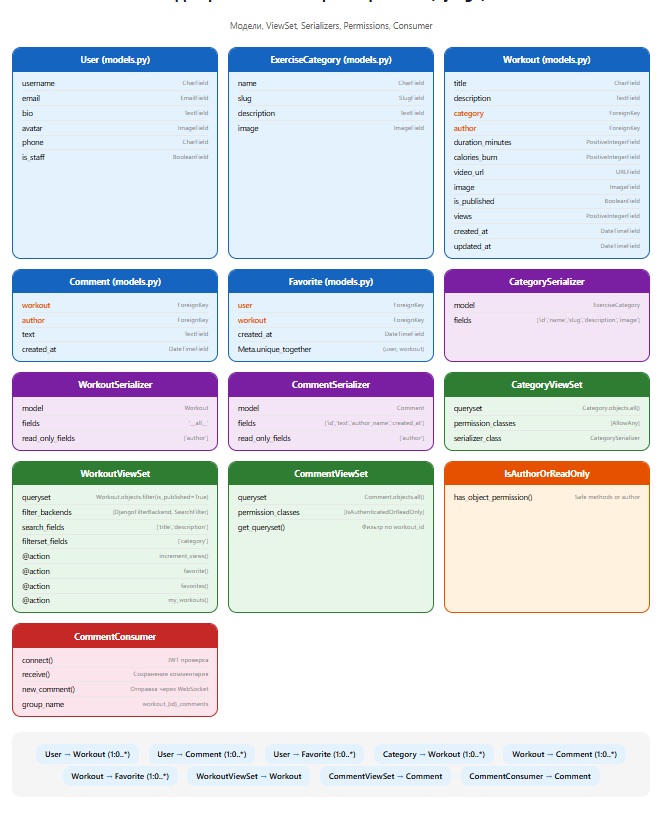 Модели, ViewSet, Serializers, Permissions, Consumer
User (models.py)
username CharField
email EmailField
bio TextField
avatar ImageField
phone CharField
is_staff BooleanField
ExerciseCategory (models.py)
name CharField
slug SlugField
description TextField
image ImageField
Workout (models.py)
title CharField
description TextField
category ForeignKey
author ForeignKey
duration_minutes PositiveIntegerField
calories_burn PositiveIntegerField
video_url URLField
image ImageField
is_published BooleanField
views PositiveIntegerField
created_at DateTimeField
updated_at DateTimeField
Comment (models.py)
workout ForeignKey
author ForeignKey
text TextField
created_at DateTimeField
Favorite (models.py)
user ForeignKey
workout ForeignKey
created_at DateTimeField
Meta.unique_together (user, workout)
CategorySerializer
model ExerciseCategory
fields ['id','name','slug','description','image']
WorkoutSerializer
model Workout
fields '__all__'
read_only_fields ['author']
CommentSerializer
model Comment
fields ['id','text','author_name','created_at']
read_only_fields ['author']
CategoryViewSet
queryset Category.objects.all()
permission_classes [AllowAny]
serializer_class CategorySerializer
WorkoutViewSet
queryset Workout.objects.filter(is_published=True)
filter_backends [DjangoFilterBackend, SearchFilter]
search_fields ['title','description']
filterset_fields ['category']
@action increment_views()
@action favorite()
@action favorites()
@action my_workouts()
CommentViewSet
queryset Comment.objects.all()
permission_classes [IsAuthenticatedOrReadOnly]
get_queryset() Фильтр по workout_id
IsAuthorOrReadOnly
has_object_permission() Safe methods or author
CommentConsumer
connect() JWT проверка
receive() Сохранение комментария
new_comment() Отправка через WebSocket
group_name workout_{id}_comments
User → Workout (1:0..*) User → Comment (1:0..*) User → Favorite (1:0..*) Category → Workout (1:0..*) Workout → Comment (1:0..*)
Workout → Favorite (1:0..*) WorkoutViewSet → Workout CommentViewSet → Comment CommentConsumer → Comment